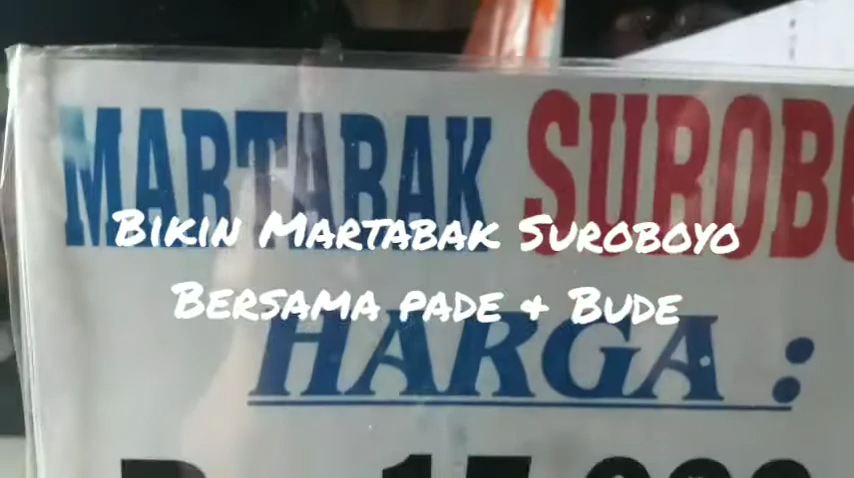 MARTABAK SUROBO
BIKIN MARTABAK SUROBOYO
BERSAMA PADE & BUDE
HARGA :